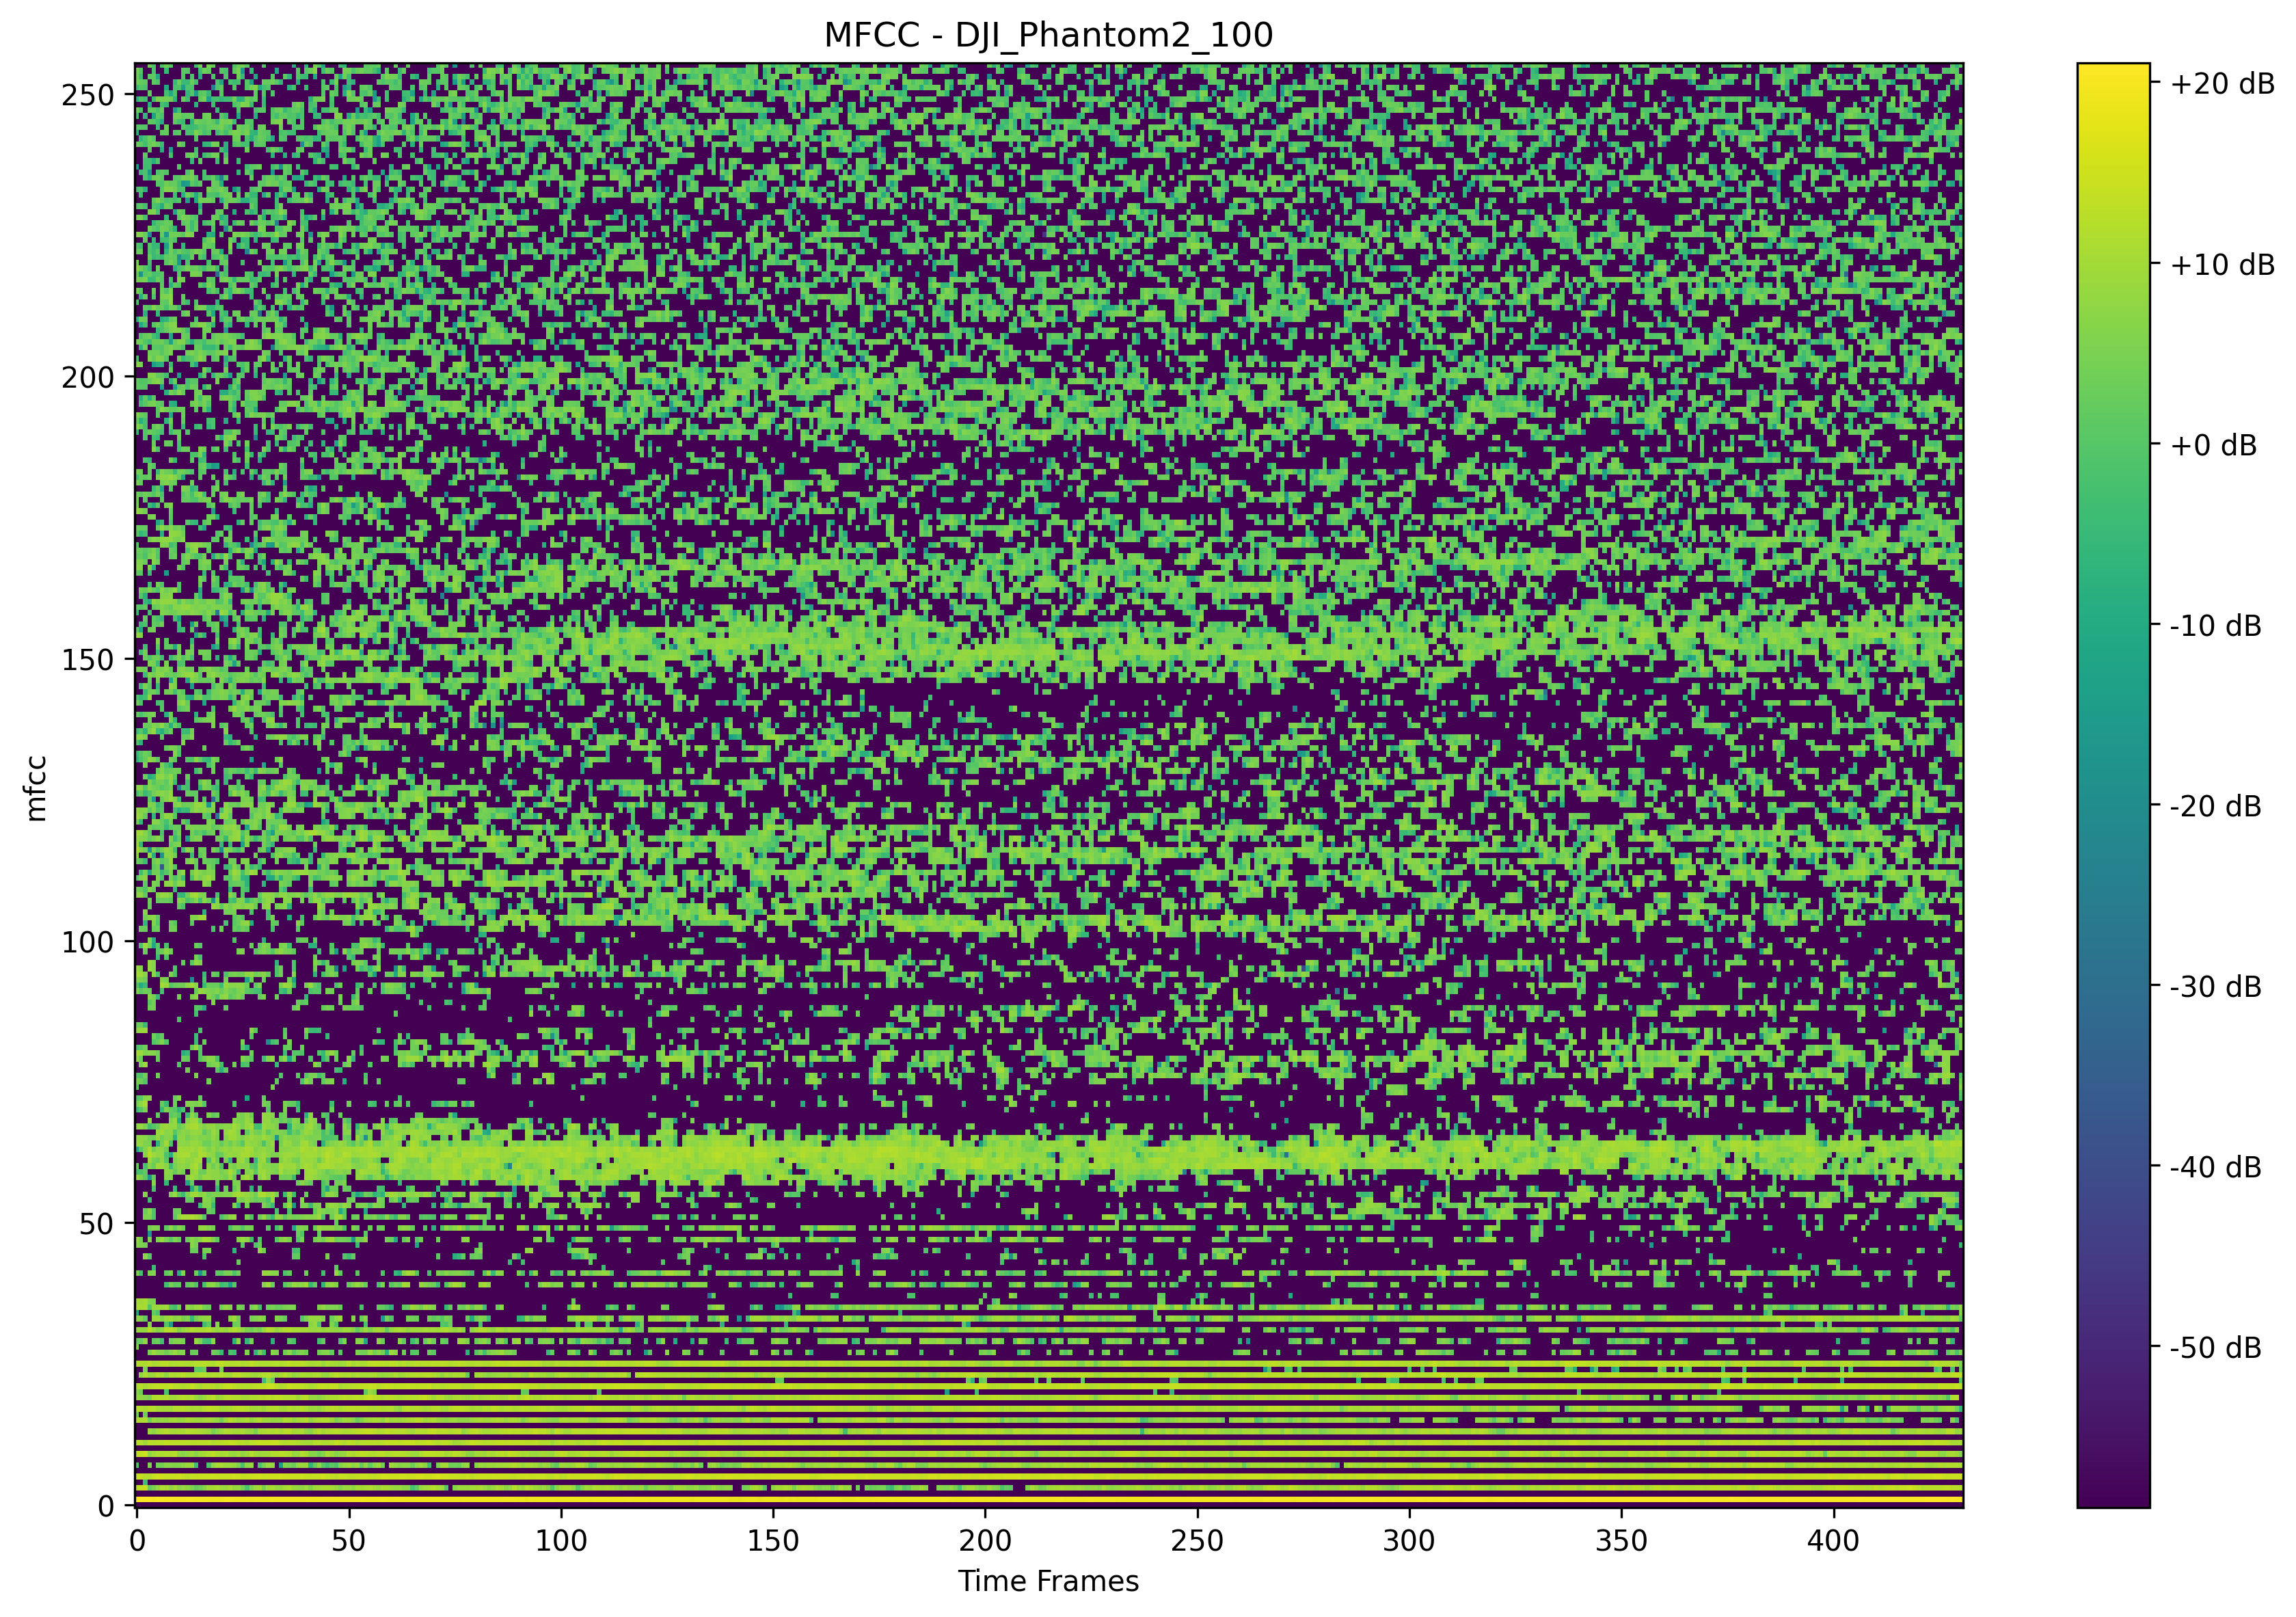 MFCC - DJI_Phantom2_100
250
200
150
100
50
0
mfcc
0 50 100 150 200 250 300 350 400
Time Frames
+20 dB
+10 dB
+0 dB
-10 dB
-20 dB
-30 dB
-40 dB
-50 dB